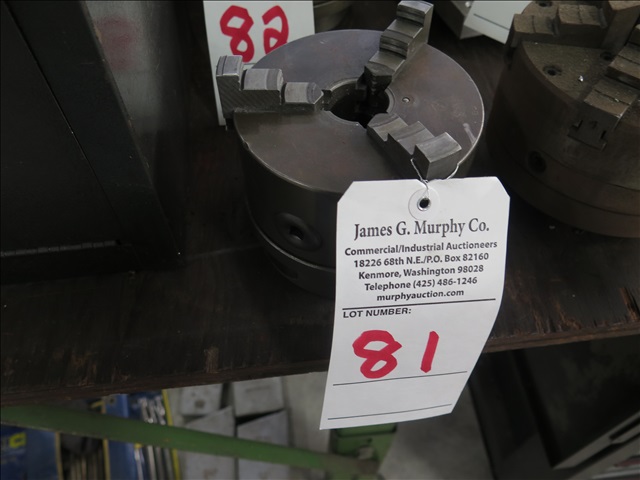 82
James G. Murphy Co.
Commercial/Industrial Auctioneers
18226 68th N.E./P.O. Box 82160
Kenmore, Washington 98028
Telephone (425) 486-1246
murphyauction.com
LOT NUMBER:
81